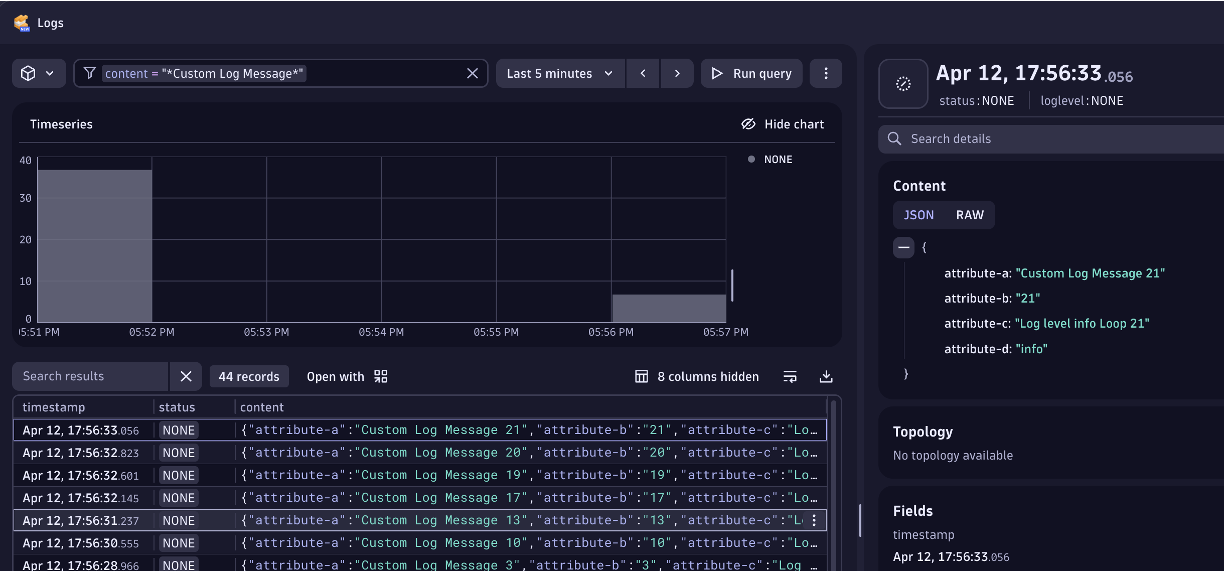 Logs
content = "*Custom Log Message*"
Last 5 minutes
Run query
Timeseries
Hide chart
40
30
20
10
0
NONE
05:51 PM
05:52 PM
05:53 PM
05:54 PM
05:55 PM
05:56 PM
05:57 PM
Search results
44 records
Open with
8 columns hidden
timestamp status content
Apr 12, 17:56:33.056 NONE {"attribute-a":"Custom Log Message 21","attribute-b":"21","attribute-c":"Lo…
Apr 12, 17:56:32.823 NONE {"attribute-a":"Custom Log Message 20","attribute-b":"20","attribute-c":"Lo…
Apr 12, 17:56:32.601 NONE {"attribute-a":"Custom Log Message 19","attribute-b":"19","attribute-c":"Lo…
Apr 12, 17:56:32.145 NONE {"attribute-a":"Custom Log Message 17","attribute-b":"17","attribute-c":"Lo…
Apr 12, 17:56:31.237 NONE {"attribute-a":"Custom Log Message 13","attribute-b":"13","attribute-c":"L
Apr 12, 17:56:30.555 NONE {"attribute-a":"Custom Log Message 10","attribute-b":"10","attribute-c":"Lo…
Apr 12, 17:56:28.966 NONE {"attribute-a":"Custom Log Message 3","attribute-b":"3","attribute-c":"Log …
Apr 12, 17:56:33.056
status: NONE
loglevel: NONE
Search details
Content
JSON RAW
{
attribute-a: "Custom Log Message 21"
attribute-b: "21"
attribute-c: "Log level info Loop 21"
attribute-d: "info"
}
Topology
No topology available
Fields
timestamp
Apr 12, 17:56:33.056